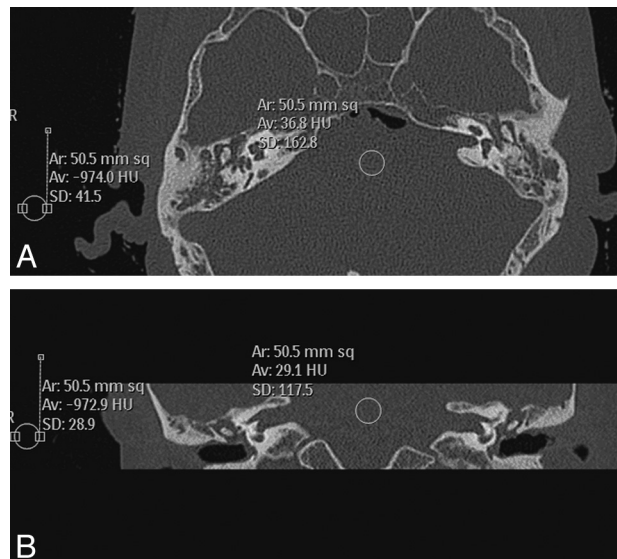 R
Ar: 50.5 mm sq
Av: 36.8 HU
SD: 162.8
Ar: 50.5 mm sq
Av: -974.0 HU
SD: 41.5
A
Ar: 50.5 mm sq
Av: 29.1 HU
SD: 117.5
Ar: 50.5 mm sq
Av: -972.9 HU
SD: 28.9
R
B